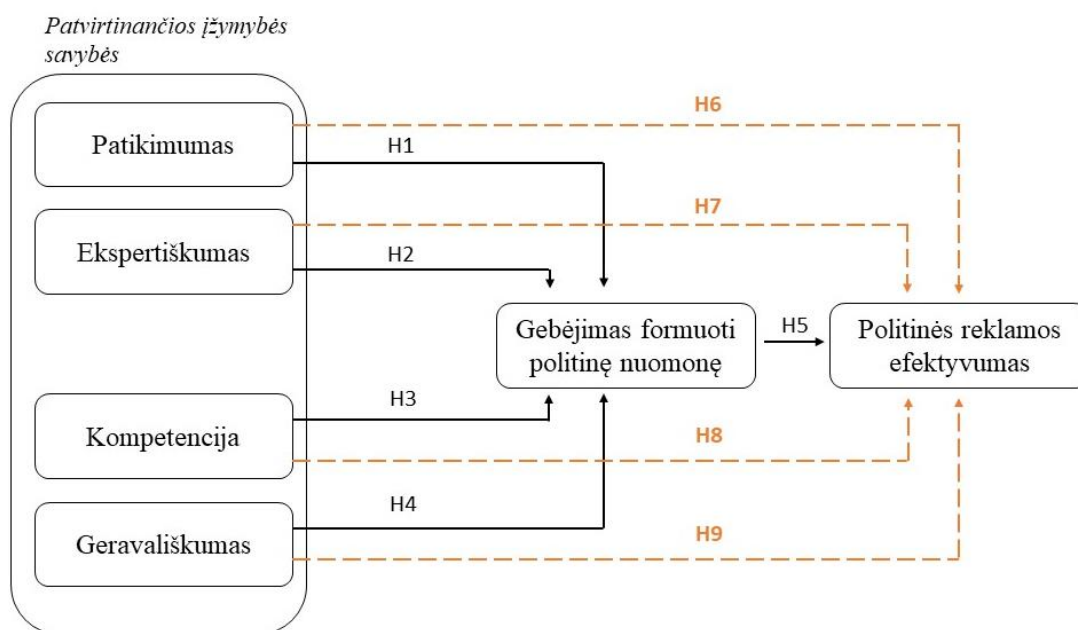 Patvirtinančios įžymybės
savybės
Patikimumas
H6
H1
Ekspertiškumas
H7
H2
Gebėjimas formuoti
politinę nuomonę
H5
Politinės reklamos
efektyvumas
Kompetencija
H3
H8
Geravališkumas
H4
H9